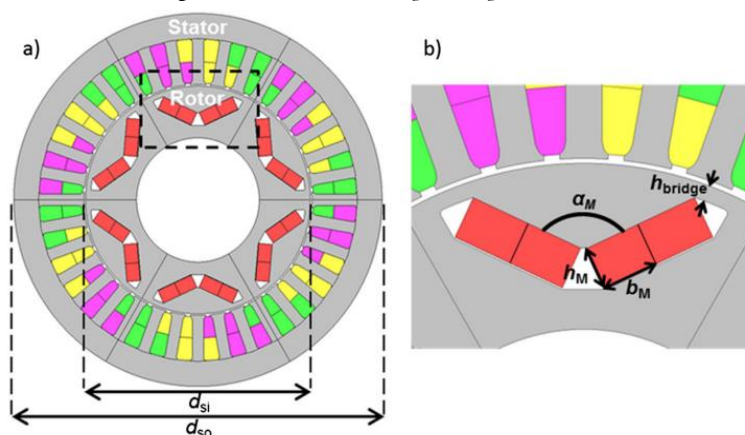 a)
Stator
Rotor
d_si
d_so
b)
h_bridge
α_M
h_M
b_M